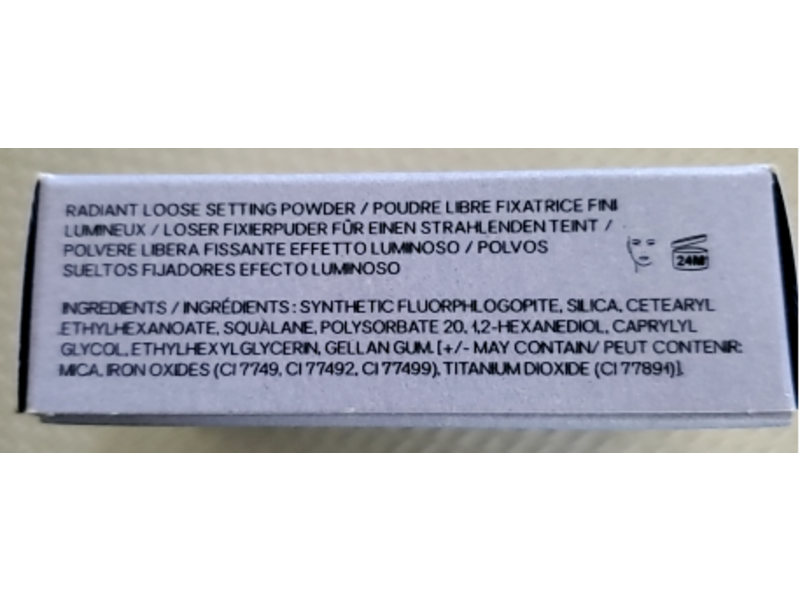 RADIANT LOOSE SETTING POWDER / POUDRE LIBRE FIXATRICE FINI
LUMINEUX / LOSER FIXIERPUDER FÜR EINEN STRAHLENDEN TEINT /
POLVERE LIBERA FISSANTE EFFETTO LUMINOSO / POLVOS
SUELTOS FIJADORES EFECTO LUMINOSO
24M
INGREDIENTS / INGRÉDIENTS : SYNTHETIC FLUORPHLOGOPITE, SILICA, CETEARYL
ETHYLHEXANOATE, SQUALANE, POLYSORBATE 20, 1,2-HEXANEDIOL, CAPRYLYL
GLYCOL, ETHYLHEXYLGLYCERIN, GELLAN GUM. [+/- MAY CONTAIN/ PEUT CONTENIR:
MICA, IRON OXIDES (CI 7749, CI 77492, CI 77499), TITANIUM DIOXIDE (CI 77891)].